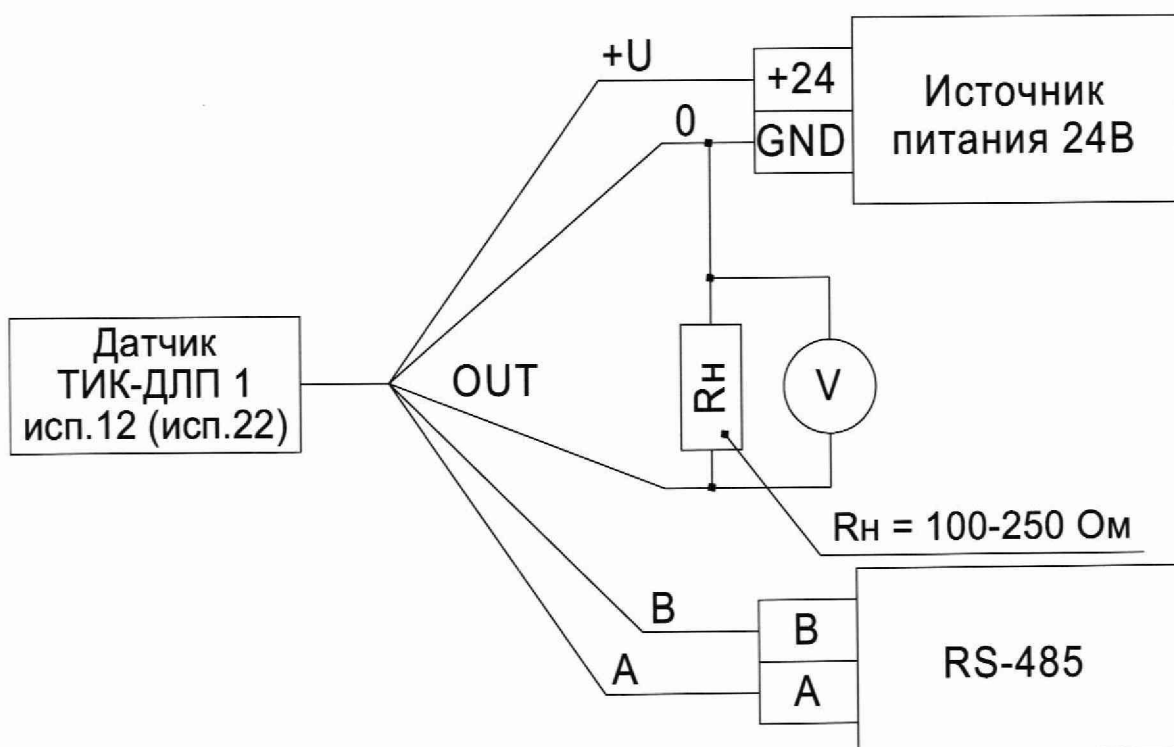 +U
+24
Источник
питания 24В
0
GND
Датчик
ТИК-ДЛП 1
исп.12 (исп.22)
OUT
Rн
V
Rн = 100-250 Ом
B
B
RS-485
A
A